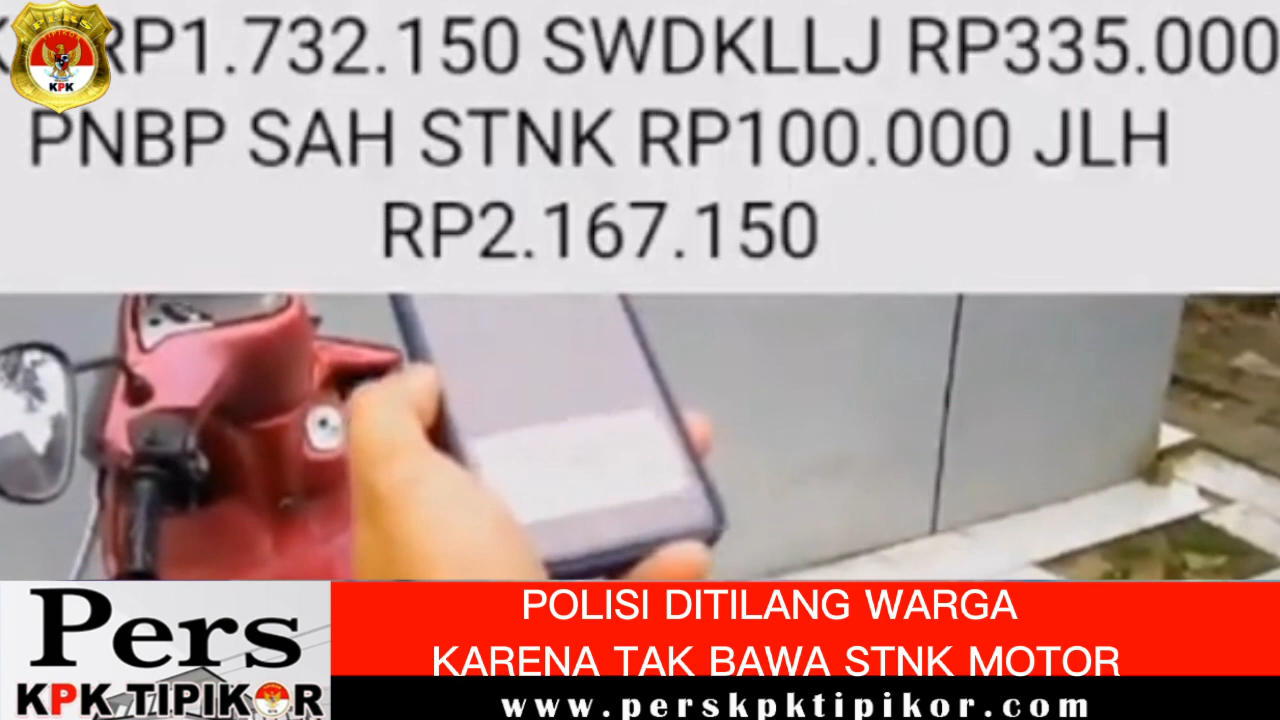 RP1.732.150 SWDKLLJ RP335.000
PNBP SAH STNK RP100.000 JLH
RP2.167.150
PERS
TIPIKOR
KPK
POLISI DITILANG WARGA
KARENA TAK BAWA STNK MOTOR
Pers
KPK TIPIKOR
www.perskpktipikor.com